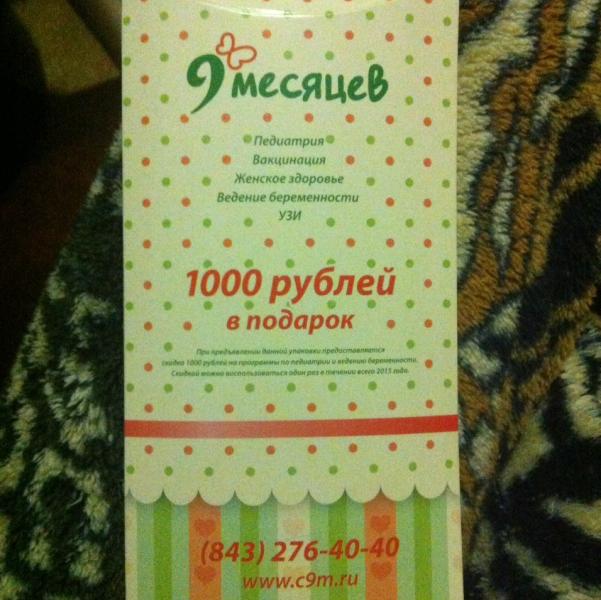 9 месяцев
Педиатрия
Вакцинация
Женское здоровье
Ведение беременности
УЗИ
1000 рублей
в подарок
При предъявлении данной упаковки предоставляется
скидка 1000 рублей на программы по педиатрии и ведению беременности.
Скидкой можно воспользоваться один раз в течении всего 2015 года.
(843) 276-40-40
www.c9m.ru